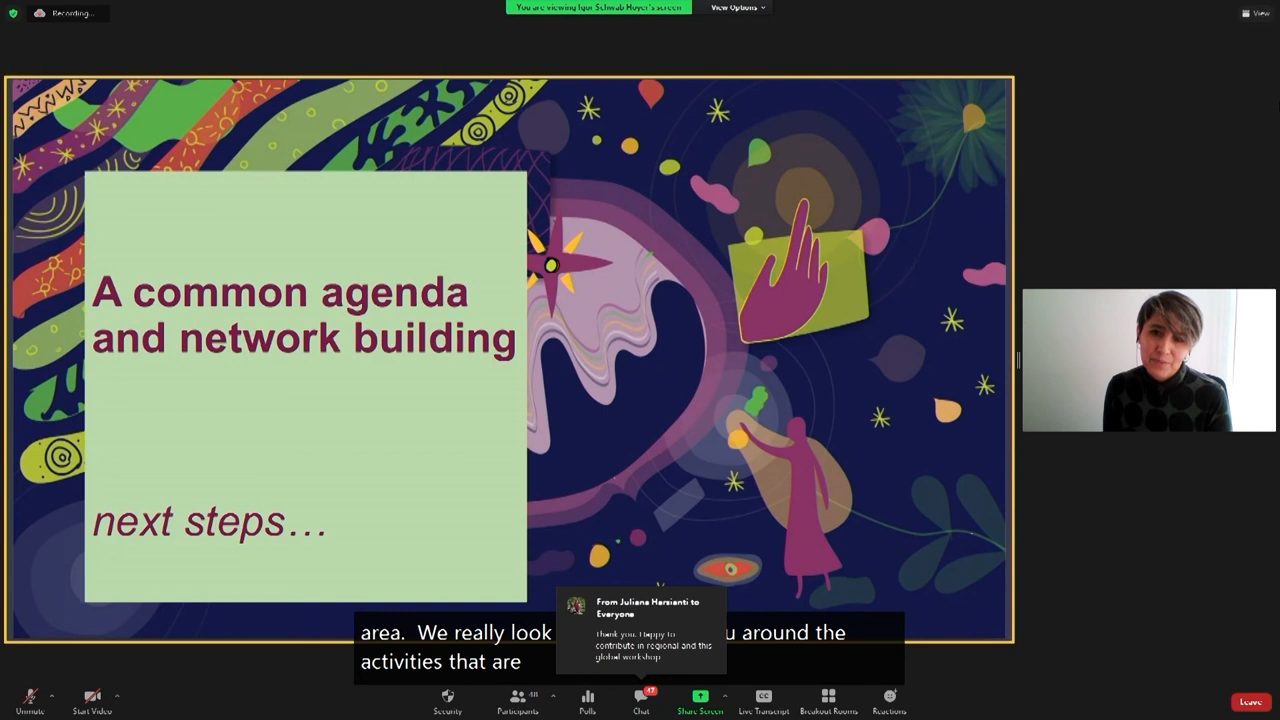 Recording...
You are viewing Igor Schwab Hoyer's screen
View Options
View
A common agenda
and network building
next steps…
From Juliana Harsianti to
Everyone
Thank you. Happy to
contribute in regional and this
global workshop
area. We really look
u around the
activities that are
Unmute
Start Video
Security
Participants
Polls
47
Chat
Share Screen
CC
Live Transcript
Breakout Rooms
Reactions
Leave